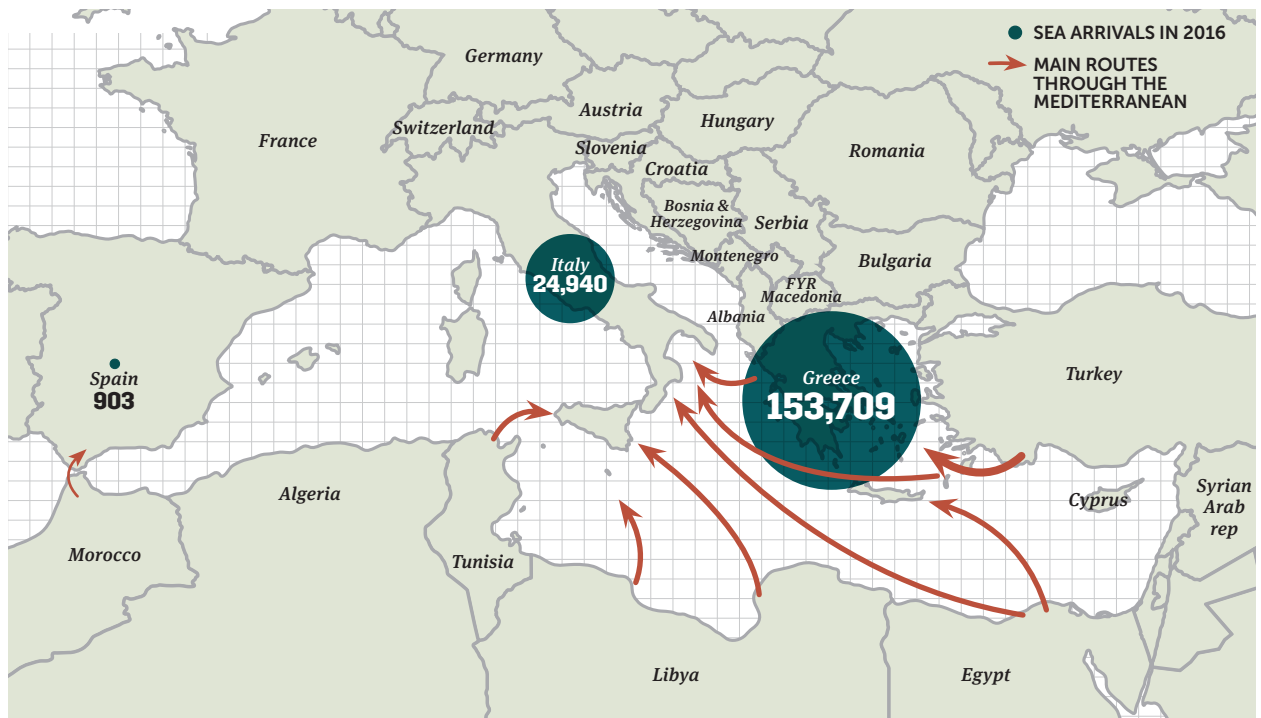 SEA ARRIVALS IN 2016
MAIN ROUTES
THROUGH THE
MEDITERRANEAN
Germany
Austria
Switzerland
Hungary
France
Slovenia
Romania
Croatia
Bosnia &
Herzegovina
Serbia
Montenegro
Bulgaria
Italy
24,940
FYR
Macedonia
Albania
Spain
903
Greece
153,709
Turkey
Algeria
Cyprus
Syrian
Arab
rep
Morocco
Tunisia
Libya
Egypt